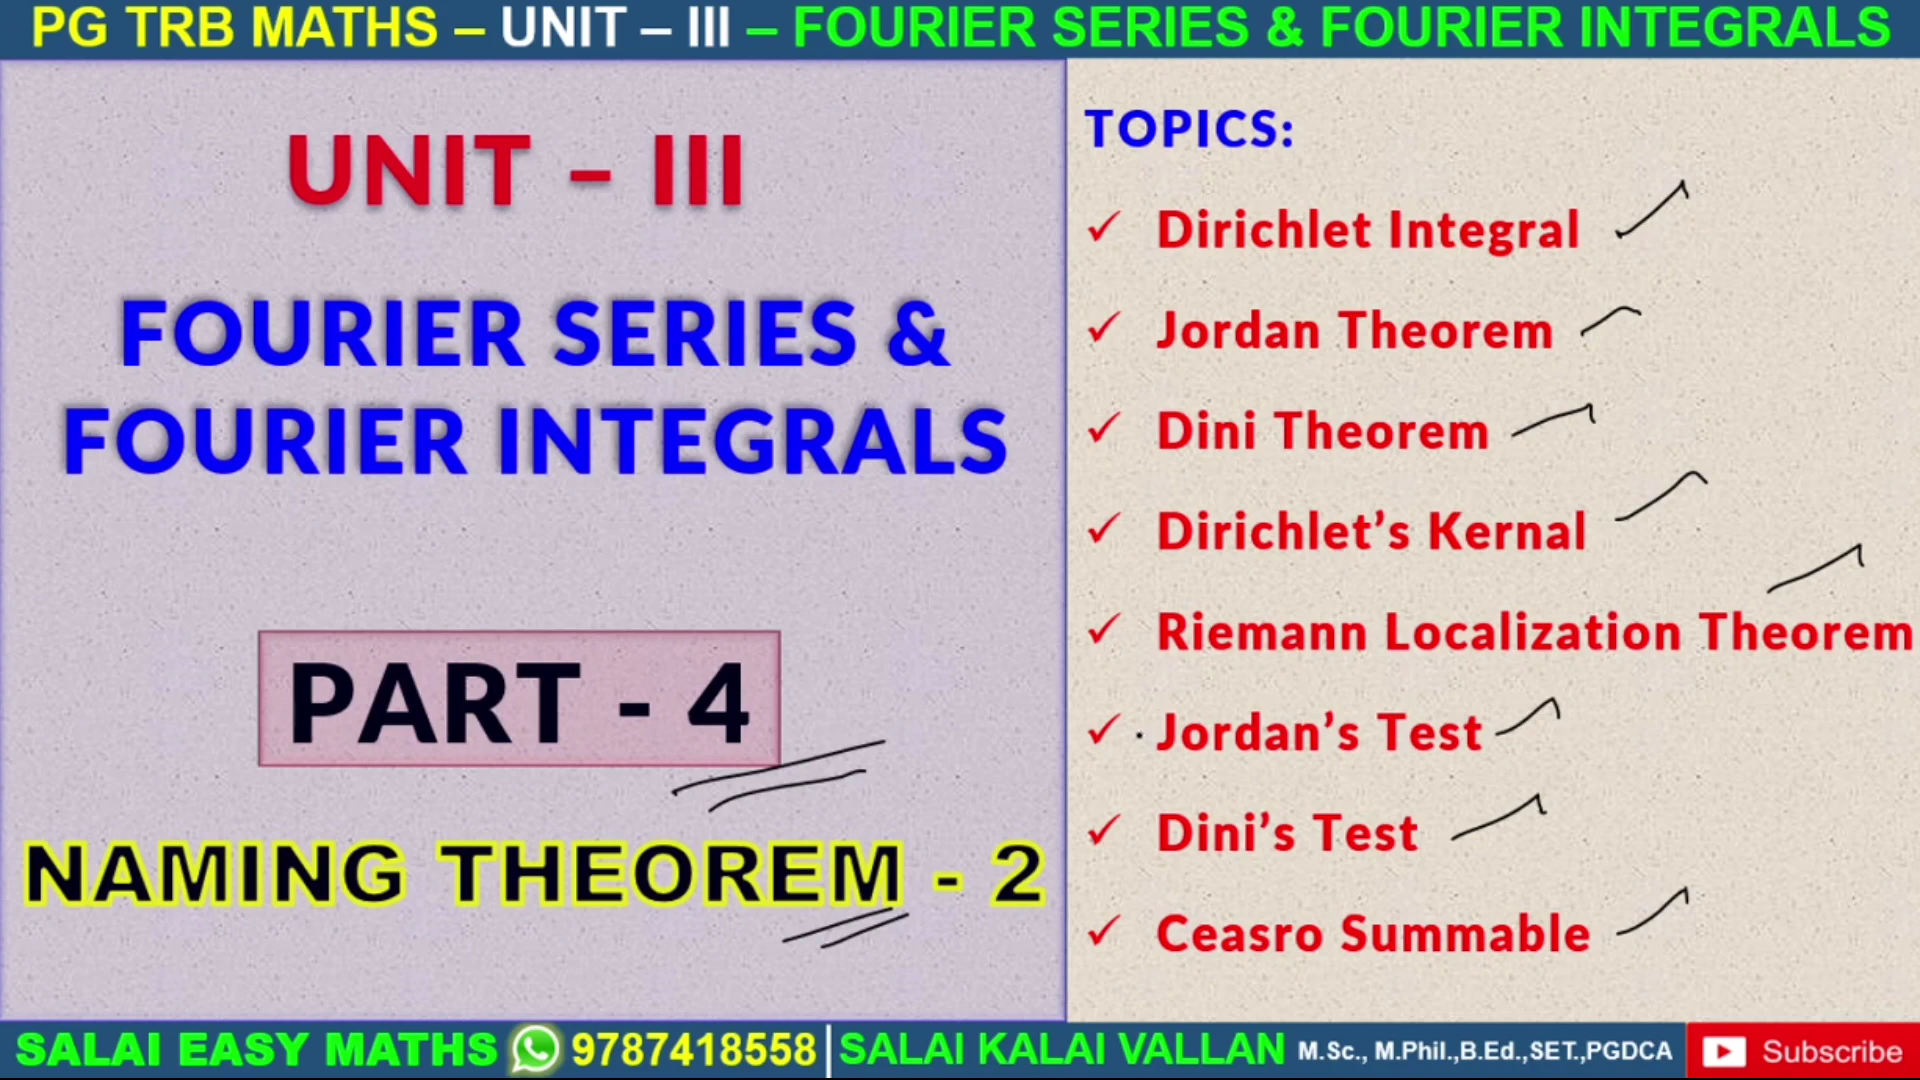 PG TRB MATHS – UNIT – III – FOURIER SERIES & FOURIER INTEGRALS
UNIT – III
FOURIER SERIES &
FOURIER INTEGRALS
PART - 4
NAMING THEOREM - 2
TOPICS:
✓ Dirichlet Integral
✓ Jordan Theorem
✓ Dini Theorem
✓ Dirichlet’s Kernal
✓ Riemann Localization Theorem
✓ Jordan’s Test
✓ Dini’s Test
✓ Ceasro Summable
SALAI EASY MATHS 9787418558 | SALAI KALAI VALLAN M.Sc., M.Phil.,B.Ed.,SET.,PGDCA Subscribe